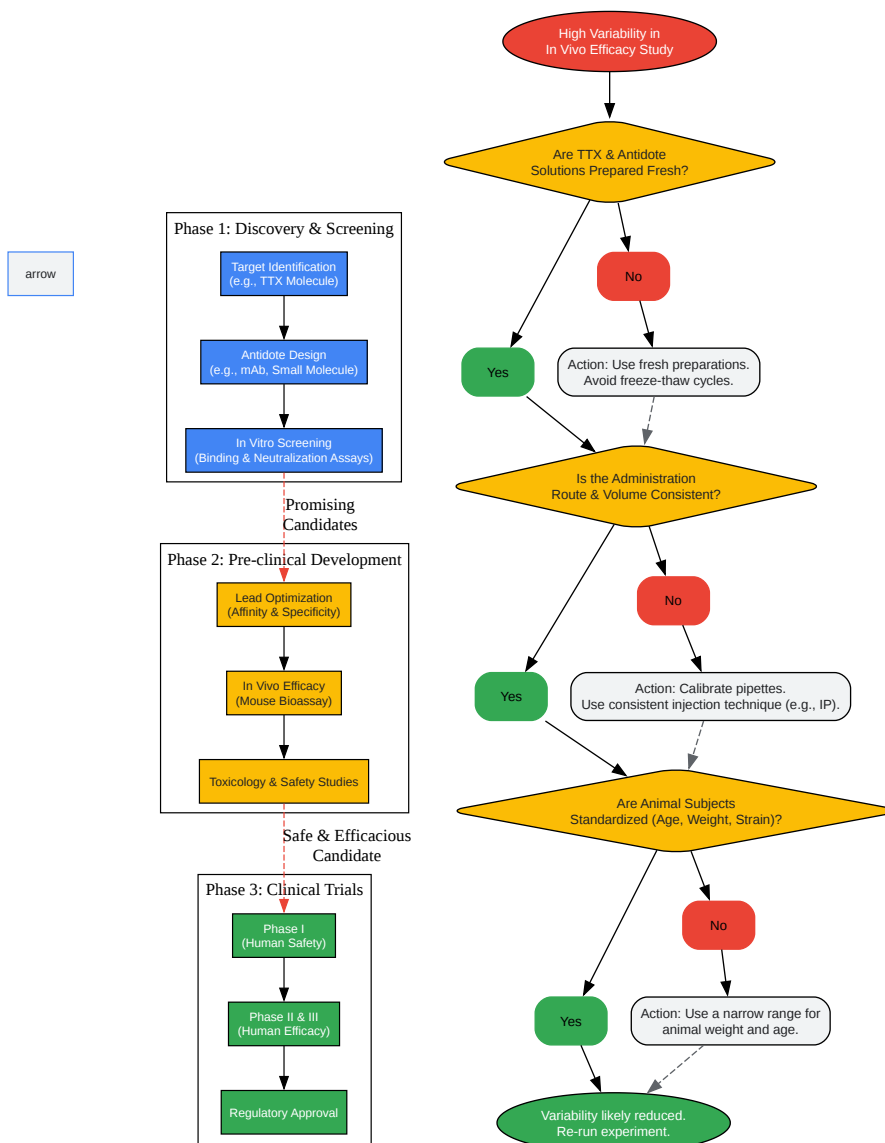 arrow
Phase 1: Discovery & Screening
Target Identification
(e.g., TTX Molecule)
Antidote Design
(e.g., mAb, Small Molecule)
In Vitro Screening
(Binding & Neutralization Assays)
Promising
Candidates
Phase 2: Pre-clinical Development
Lead Optimization
(Affinity & Specificity)
In Vivo Efficacy
(Mouse Bioassay)
Toxicology & Safety Studies
Safe & Efficacious
Candidate
Phase 3: Clinical Trials
Phase I
(Human Safety)
Phase II & III
(Human Efficacy)
Regulatory Approval
High Variability in
In Vivo Efficacy Study
Are TTX & Antidote
Solutions Prepared Fresh?
No
Yes
Action: Use fresh preparations.
Avoid freeze-thaw cycles.
Is the Administration
Route & Volume Consistent?
No
Yes
Action: Calibrate pipettes.
Use consistent injection technique (e.g., IP).
Are Animal Subjects
Standardized (Age, Weight, Strain)?
No
Yes
Action: Use a narrow range for
animal weight and age.
Variability likely reduced.
Re-run experiment.